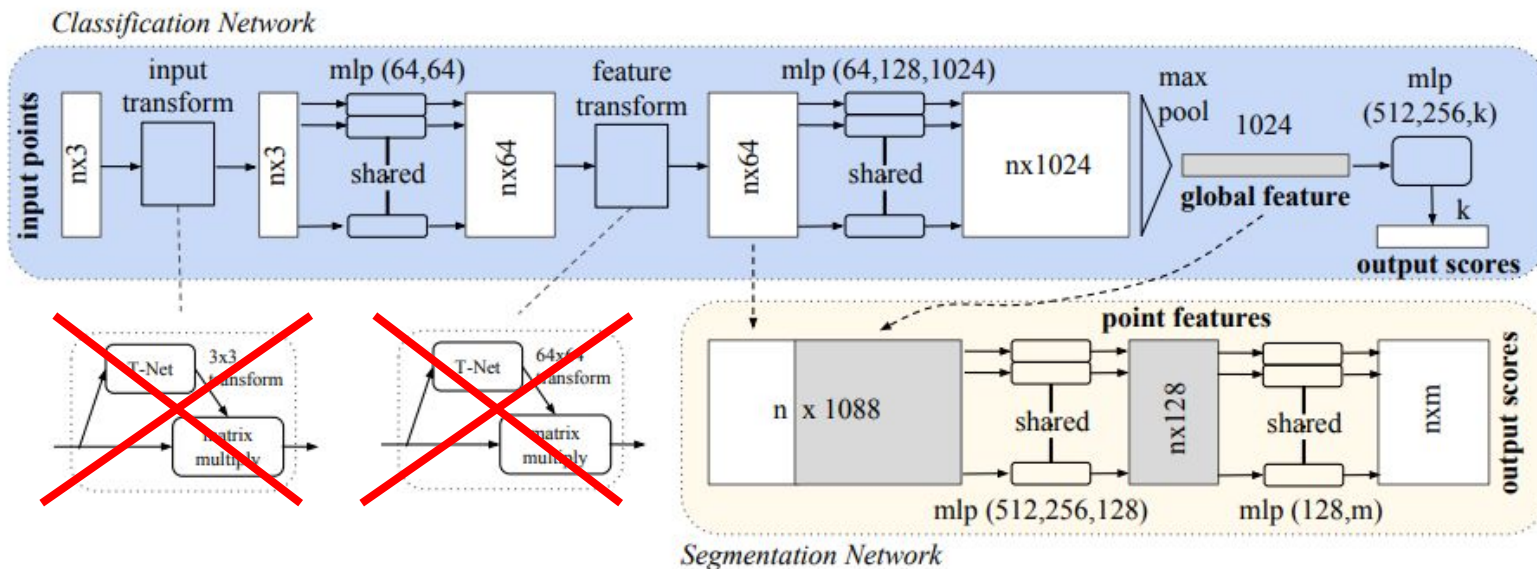 Classification Network
input points
nx3
input
transform
nx3
mlp (64,64)
shared
nx64
feature
transform
nx64
mlp (64,128,1024)
shared
nx1024
max
pool
1024
global feature
mlp
(512,256,k)
k
output scores
T-Net
3x3
transform
matrix
multiply
T-Net
64x64
transform
matrix
multiply
point features
n x 1088
shared
mlp (512,256,128)
nx128
shared
mlp (128,m)
nxm
output scores
Segmentation Network